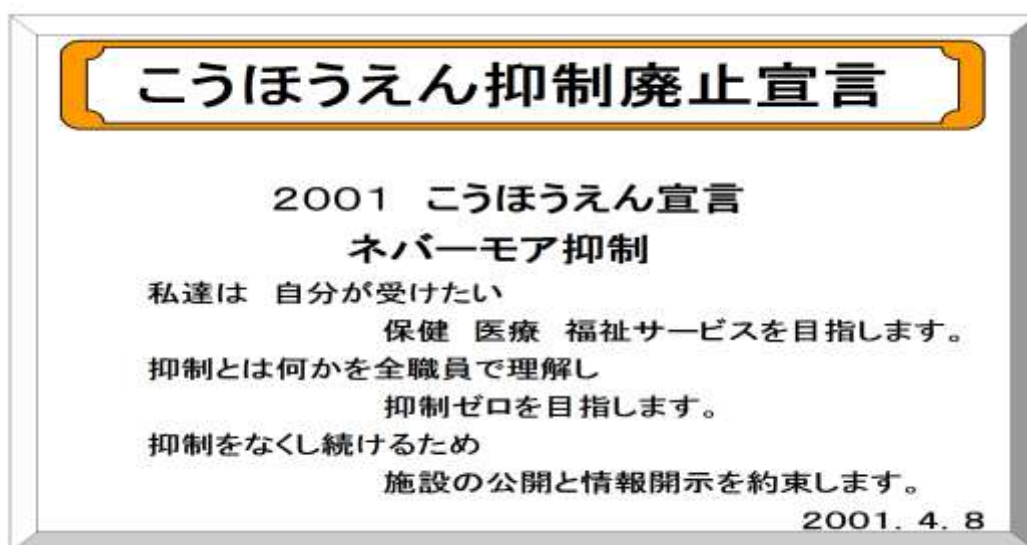 こうほうえん抑制廃止宣言
2001　こうほうえん宣言
ネバーモア抑制
私達は　自分が受けたい
保健　医療　福祉サービスを目指します。
抑制とは何かを全職員で理解し
抑制ゼロを目指します。
抑制をなくし続けるため
施設の公開と情報開示を約束します。
2001. 4. 8